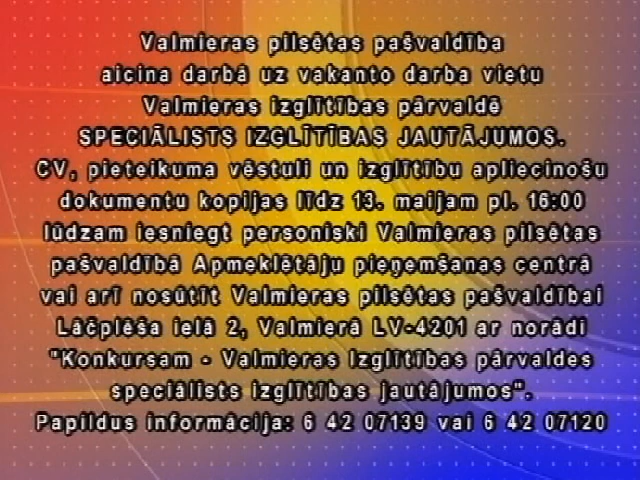 Valmieras pilsētas pašvaldība
aicina darbā uz vakanto darba vietu
Valmieras izglītības pārvaldē
SPECIĀLISTS IZGLĪTĪBAS JAUTĀJUMOS.
CV, pieteikuma vēstuli un izglītību apliecinošu
dokumentu kopijas līdz 13. maijam pl. 16:00
lūdzam iesniegt personiski Valmieras pilsētas
pašvaldībā Apmeklētāju pieņemšanas centrā
vai arī nosūtīt Valmieras pilsētas pašvaldībai
Lāčplēša ielā 2, Valmierā LV-4201 ar norādi
"Konkursam - Valmieras Izglītības pārvaldes
speciālists izglītības jautājumos".
Papildus informācija: 6 42 07139 vai 6 42 07120